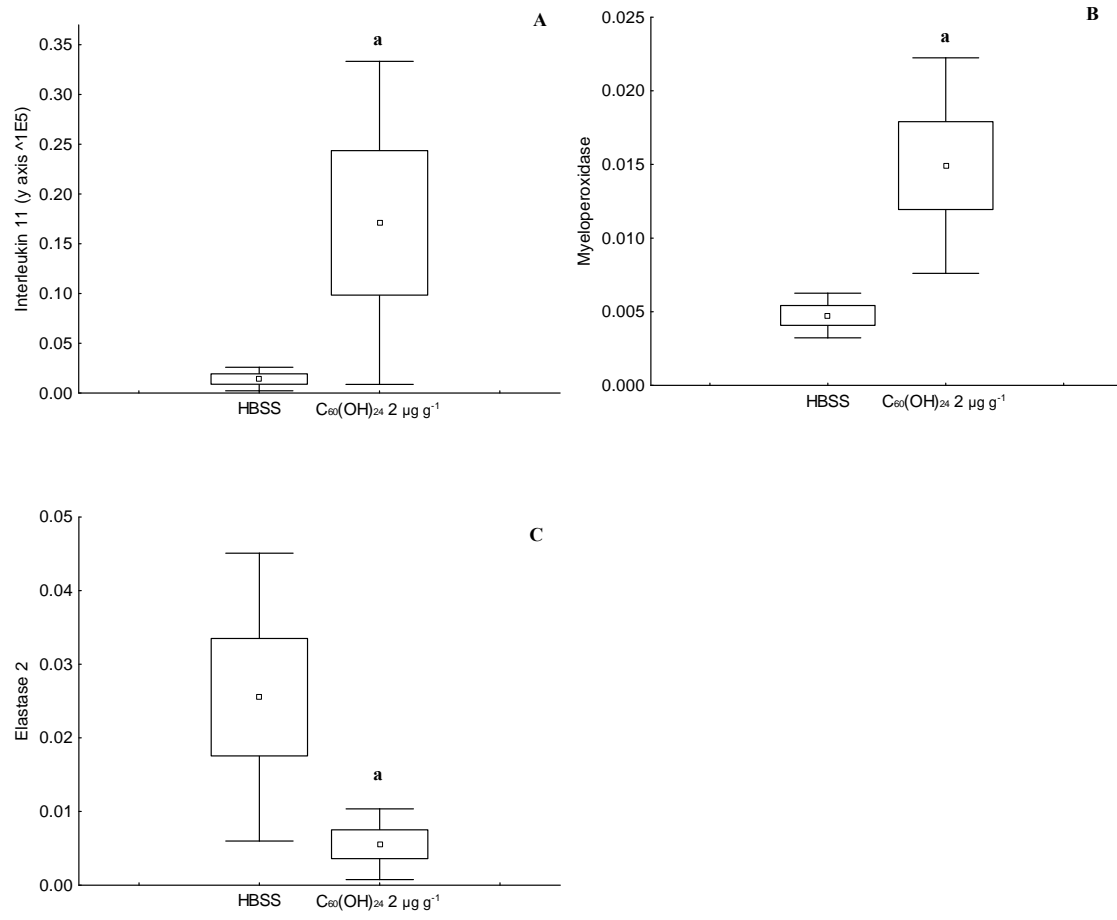 A
a
Interleukin 11 (y axis ^1E5)
0.35
0.30
0.25
0.20
0.15
0.10
0.05
0.00
HBSS C₆₀(OH)₂₄ 2 µg g⁻¹
B
a
Myeloperoxidase
0.025
0.020
0.015
0.010
0.005
0.000
HBSS C₆₀(OH)₂₄ 2 µg g⁻¹
C
a
Elastase 2
0.05
0.04
0.03
0.02
0.01
0.00
HBSS C₆₀(OH)₂₄ 2 µg g⁻¹